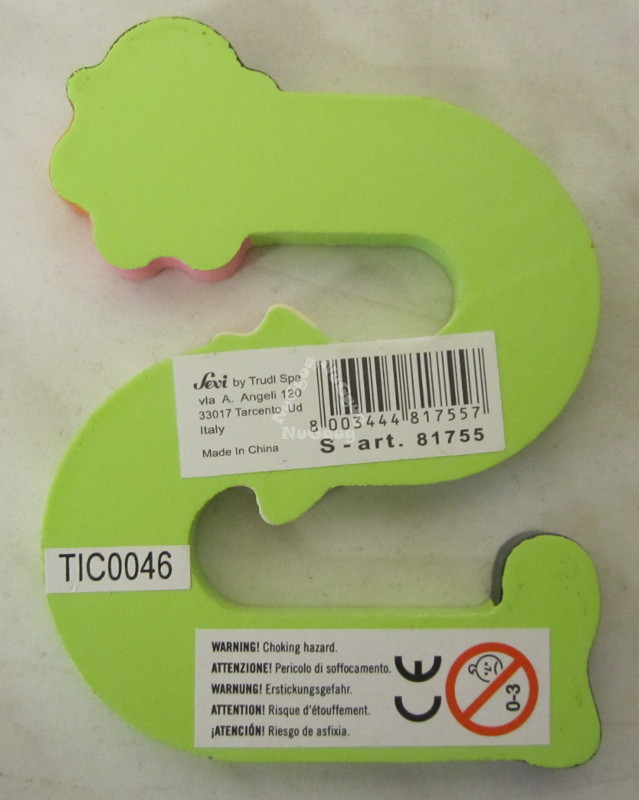 Sevi by Trudi Spa
via A. Angeli 120
33017 Tarcento Ud
Italy
Made In China
8 003444 817557
S - art. 81755
TIC0046
WARNING! Choking hazard.
ATTENZIONE! Pericolo di soffocamento.
WARNUNG! Erstickungsgefahr.
ATTENTION! Risque d'étouffement.
¡ATENCIÓN! Riesgo de asfixia.
CE
0-3
NuGaug